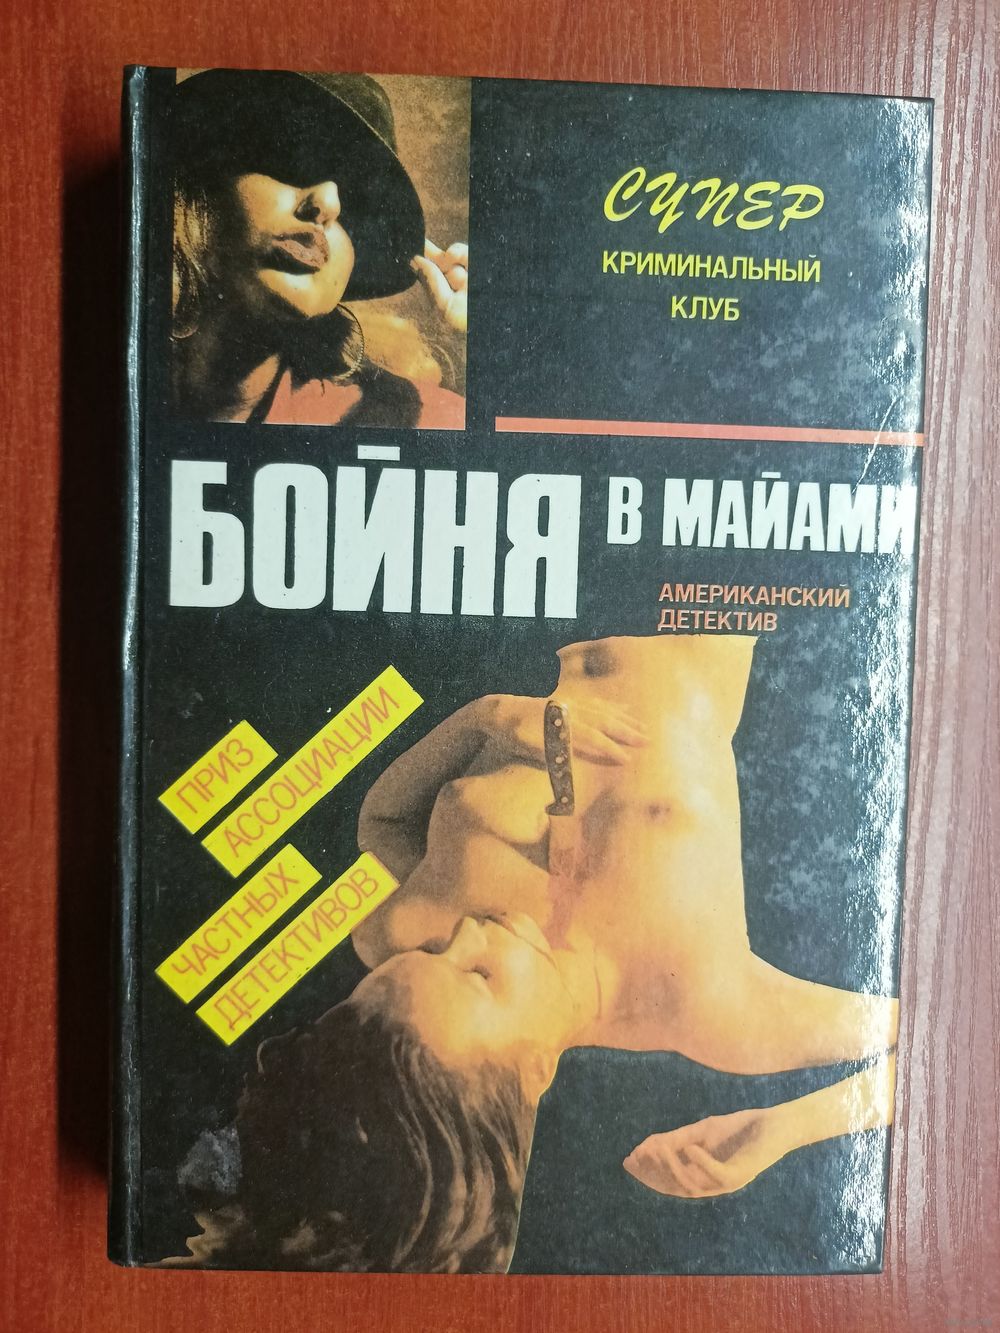 СУПЕР
КРИМИНАЛЬНЫЙ
КЛУБ
БОЙНЯ В МАЙАМИ
АМЕРИКАНСКИЙ
ДЕТЕКТИВ
ПРИЗ
АССОЦИАЦИИ
ЧАСТНЫХ
ДЕТЕКТИВОВ